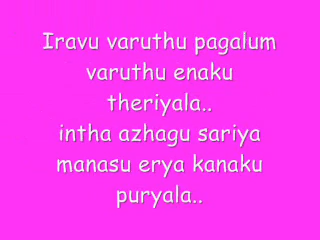 Iravu varuthu pagalum
varuthu enaku
theriyala..
intha azhagu sariya
manasu erya kanaku
puryala..